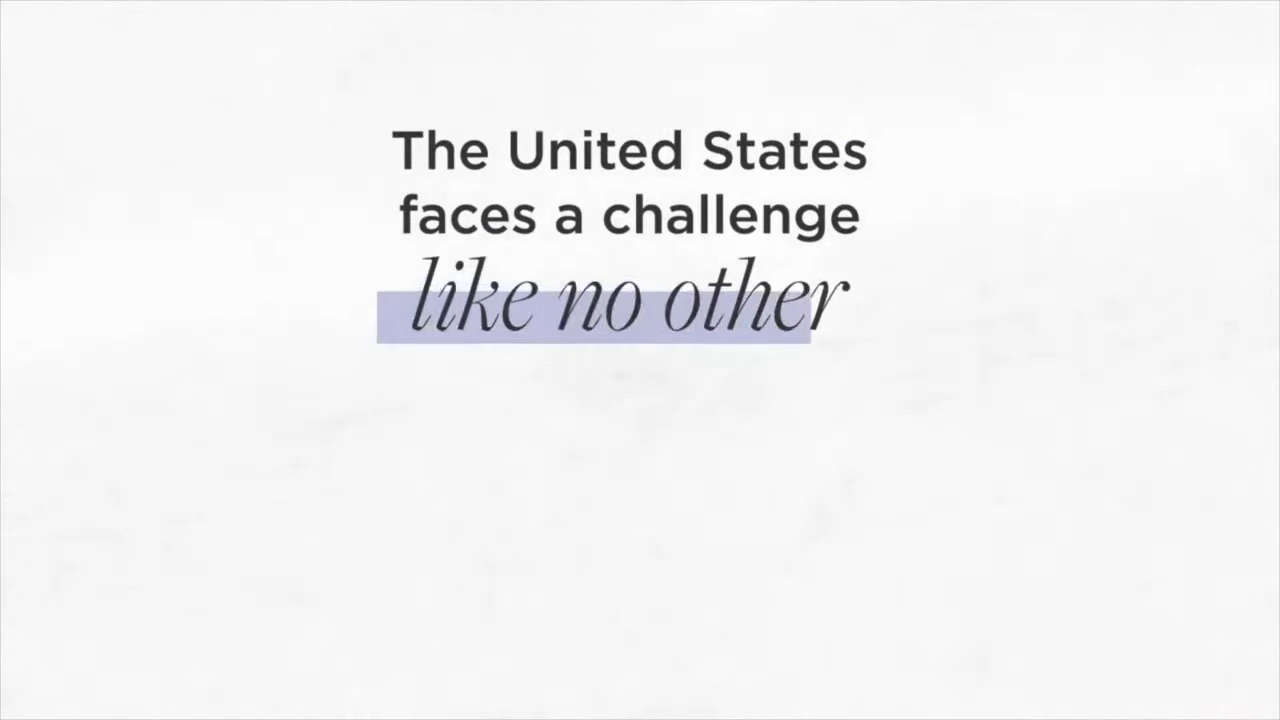 The United States
faces a challenge
like no other